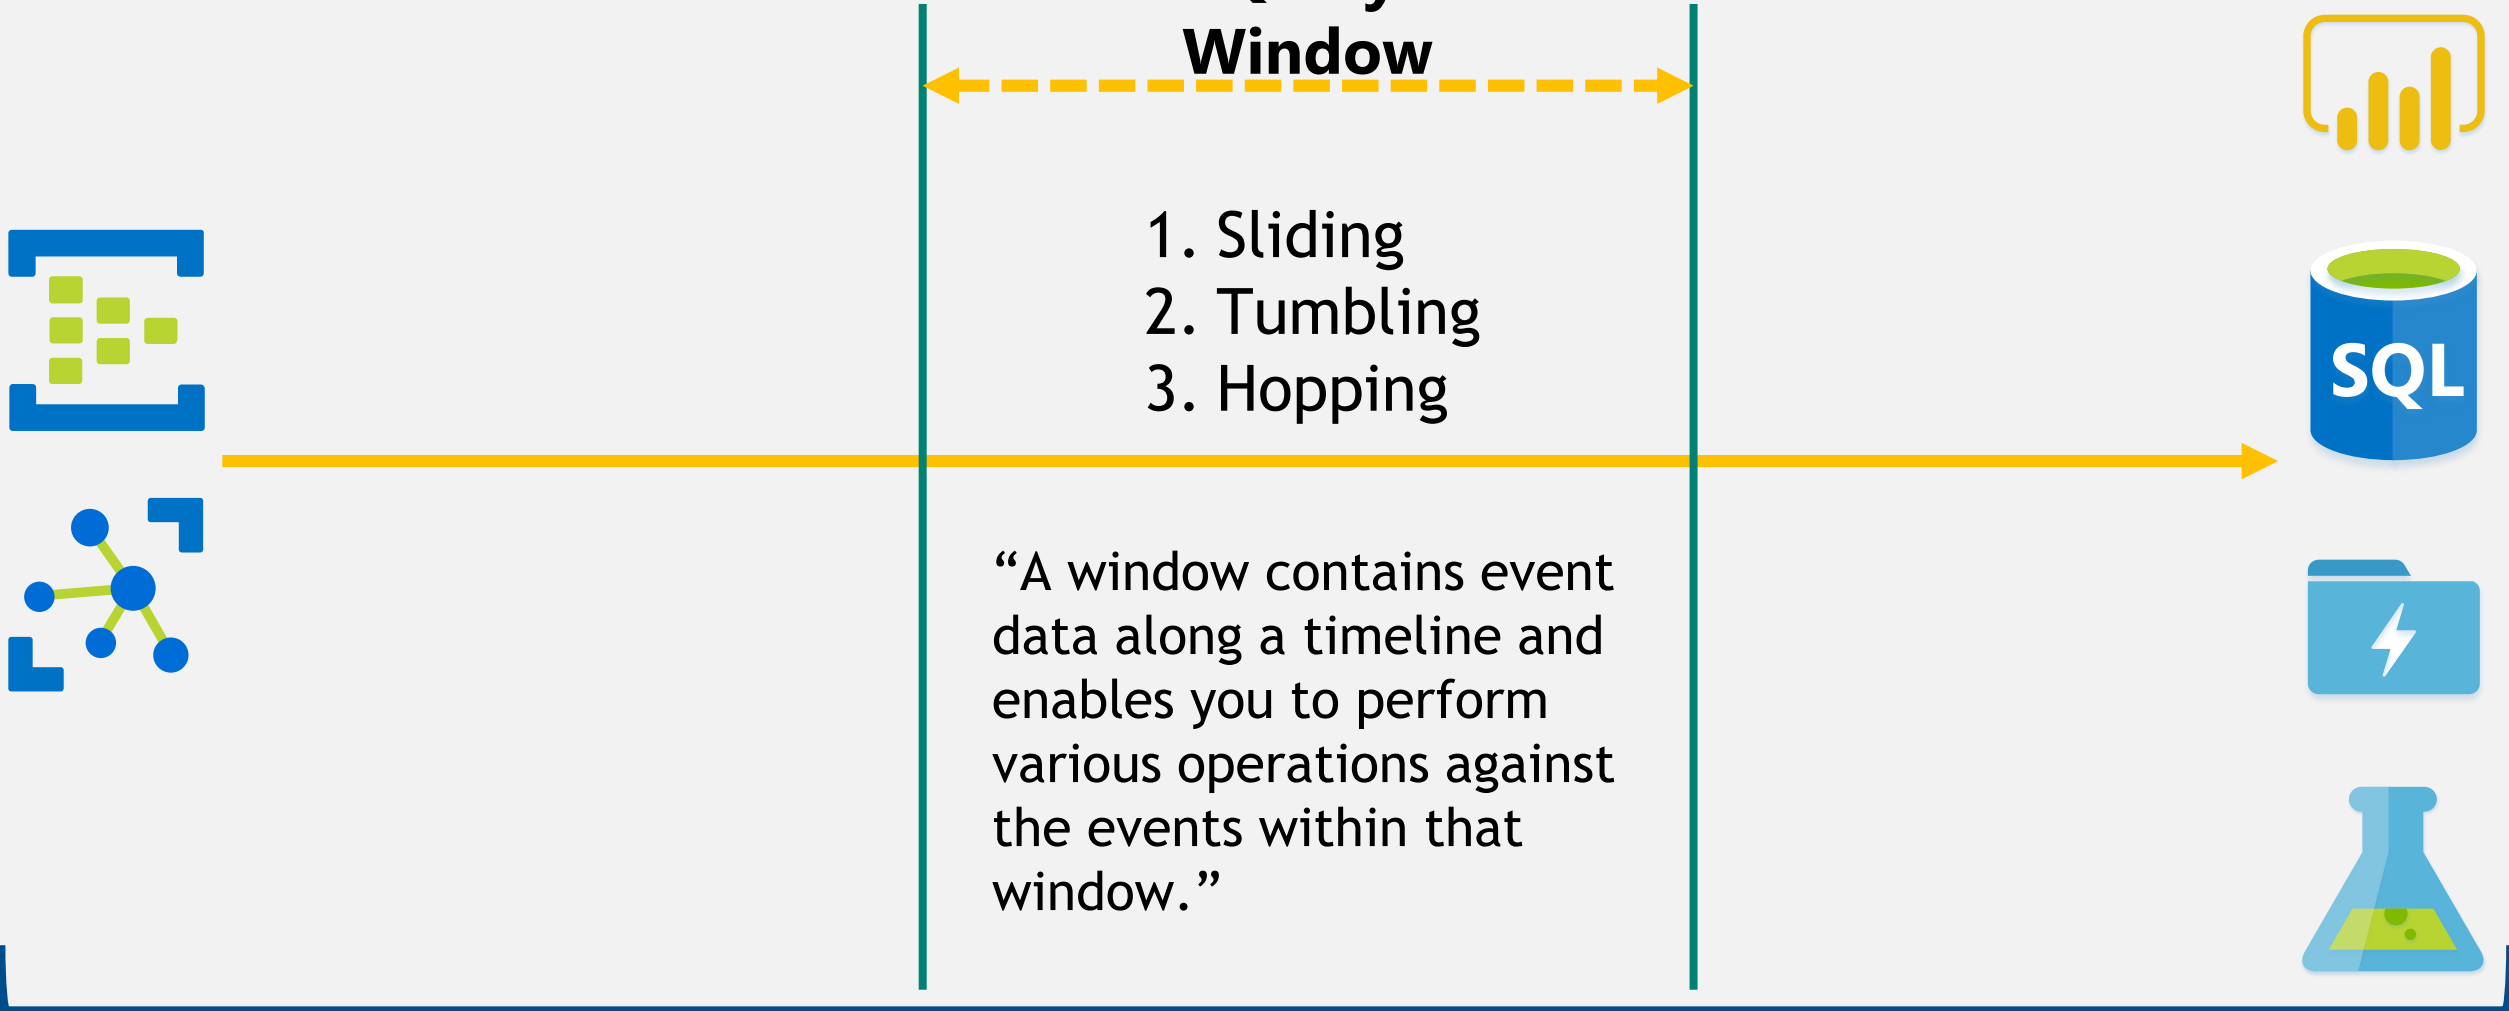 Window
1. Sliding
2. Tumbling
3. Hopping
SQL
“A window contains event
data along a timeline and
enables you to perform
various operations against
the events within that
window.”